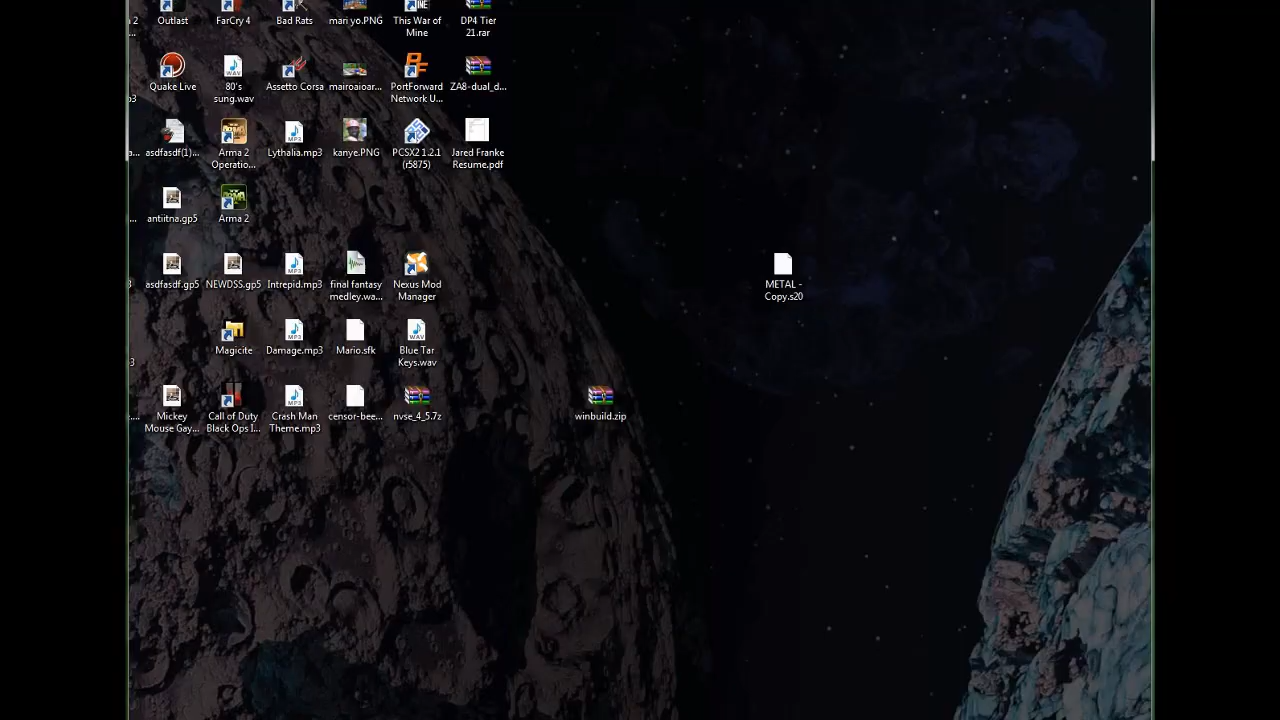 Outlast
FarCry 4
Bad Rats
mari yo.PNG
This War of
Mine
DP4 Tier
21.rar
Quake Live
80's
sung.wav
Assetto Corsa
mairoaioar...
PortForward
Network U...
ZA8-dual_d...
asdfasdf(1)...
Arma 2
Operatio...
Lythalia.mp3
kanye.PNG
PCSX2 1.2.1
(r5875)
Jared Franke
Resume.pdf
antiitna.gp5
Arma 2
asdfasdf.gp5
NEWDSS.gp5
Intrepid.mp3
final fantasy
medley.wa...
Nexus Mod
Manager
METAL -
Copy.s20
Magicite
Damage.mp3
Mario.sfk
Blue Tar
Keys.wav
Mickey
Mouse Gay...
Call of Duty
Black Ops I...
Crash Man
Theme.mp3
censor-bee...
nvse_4_5.7z
winbuild.zip